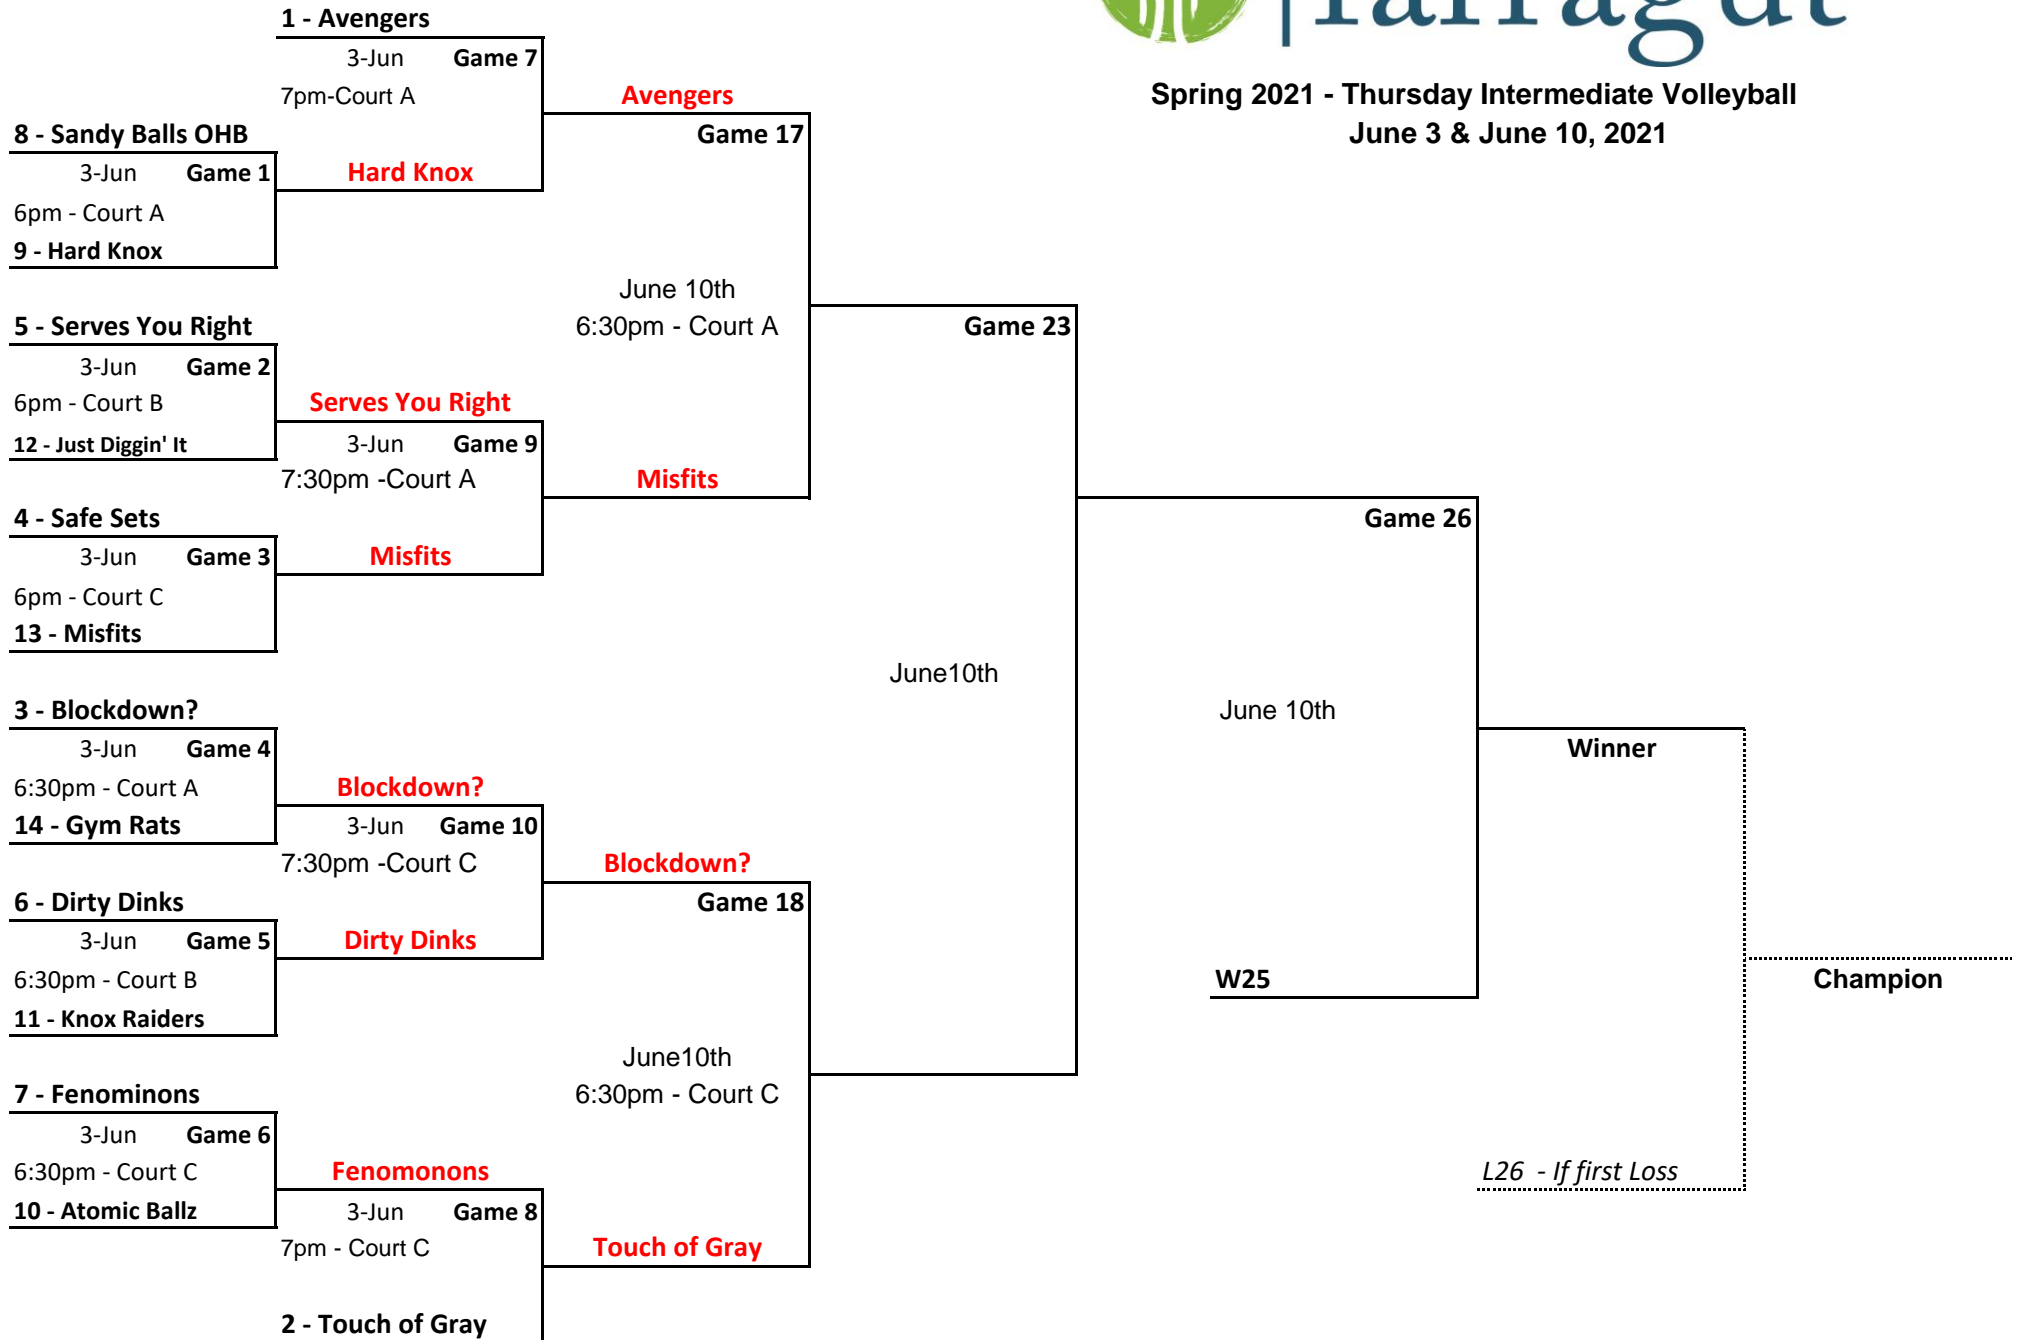 1 - Avengers
3-Jun Game 7
7pm-Court A
Avengers
Spring 2021 - Thursday Intermediate Volleyball
8 - Sandy Balls OHB
Game 17
June 3 & June 10, 2021
3-Jun Game 1
Hard Knox
6pm - Court A
9 - Hard Knox
June 10th
5 - Serves You Right
6:30pm - Court A
Game 23
3-Jun Game 2
6pm - Court B
Serves You Right
12 - Just Diggin' It
3-Jun Game 9
7:30pm -Court A
Misfits
4 - Safe Sets
Game 26
3-Jun Game 3
Misfits
6pm - Court C
13 - Misfits
June10th
3 - Blockdown?
June 10th
3-Jun Game 4
Winner
6:30pm - Court A
Blockdown?
14 - Gym Rats
3-Jun Game 10
7:30pm -Court C
Blockdown?
6 - Dirty Dinks
Game 18
3-Jun Game 5
Dirty Dinks
6:30pm - Court B
W25
Champion
11 - Knox Raiders
June10th
7 - Fenominons
6:30pm - Court C
3-Jun Game 6
6:30pm - Court C
Fenomonons
L26 - If first Loss
10 - Atomic Ballz
3-Jun Game 8
7pm - Court C
Touch of Gray
2 - Touch of Gray